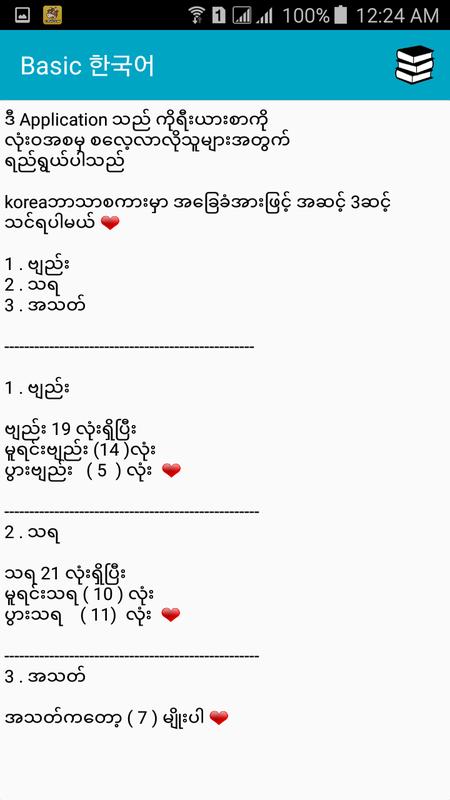 100% 12:24 AM
Basic 한국어
ဒီ Application သည် ကိုရီးယားစာကို
လုံးဝအစမှ စလေ့လာလိုသူများအတွက်
ရည်ရွယ်ပါသည်
koreaဘာသာစကားမှာ အခြေခံအားဖြင့် အဆင့် 3ဆင့်
သင်ရပါမယ် ❤
1 . ဗျည်း
2 . သရ
3 . အသတ်
--------------------------------------------------
1 . ဗျည်း
ဗျည်း 19 လုံးရှိပြီး
မူရင်းဗျည်း (14 )လုံး
ပွားဗျည်း ( 5 ) လုံး ❤
---------------------------------------------------
2 . သရ
သရ 21 လုံးရှိပြီး
မူရင်းသရ ( 10 ) လုံး
ပွားသရ ( 11) လုံး ❤
---------------------------------------------------
3 . အသတ်
အသတ်ကတော့ ( 7 ) မျိုးပါ ❤